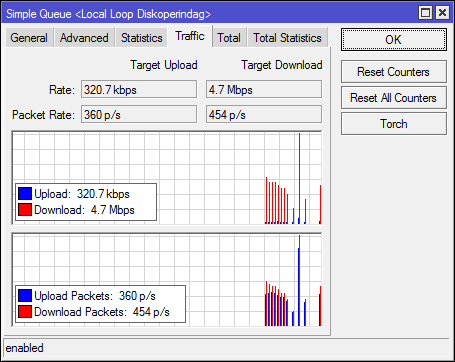 Simple Queue <Local Loop Diskoperindag>
General Advanced Statistics Traffic Total Total Statistics
OK
Reset Counters
Reset All Counters
Torch
Target Upload Target Download
Rate: 320.7 kbps 4.7 Mbps
Packet Rate: 360 p/s 454 p/s
Upload: 320.7 kbps
Download: 4.7 Mbps
Upload Packets: 360 p/s
Download Packets: 454 p/s
enabled